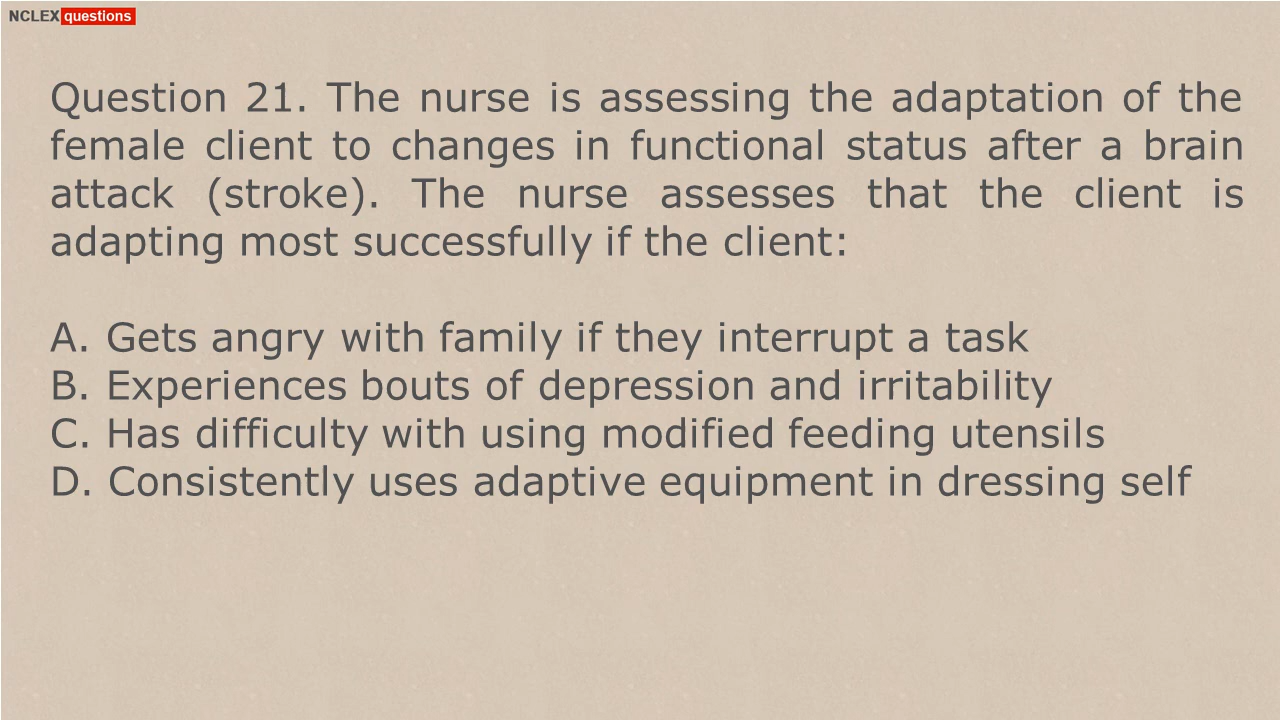 NCLEX questions
Question 21. The nurse is assessing the adaptation of the
female client to changes in functional status after a brain
attack (stroke). The nurse assesses that the client is
adapting most successfully if the client:
A. Gets angry with family if they interrupt a task
B. Experiences bouts of depression and irritability
C. Has difficulty with using modified feeding utensils
D. Consistently uses adaptive equipment in dressing self